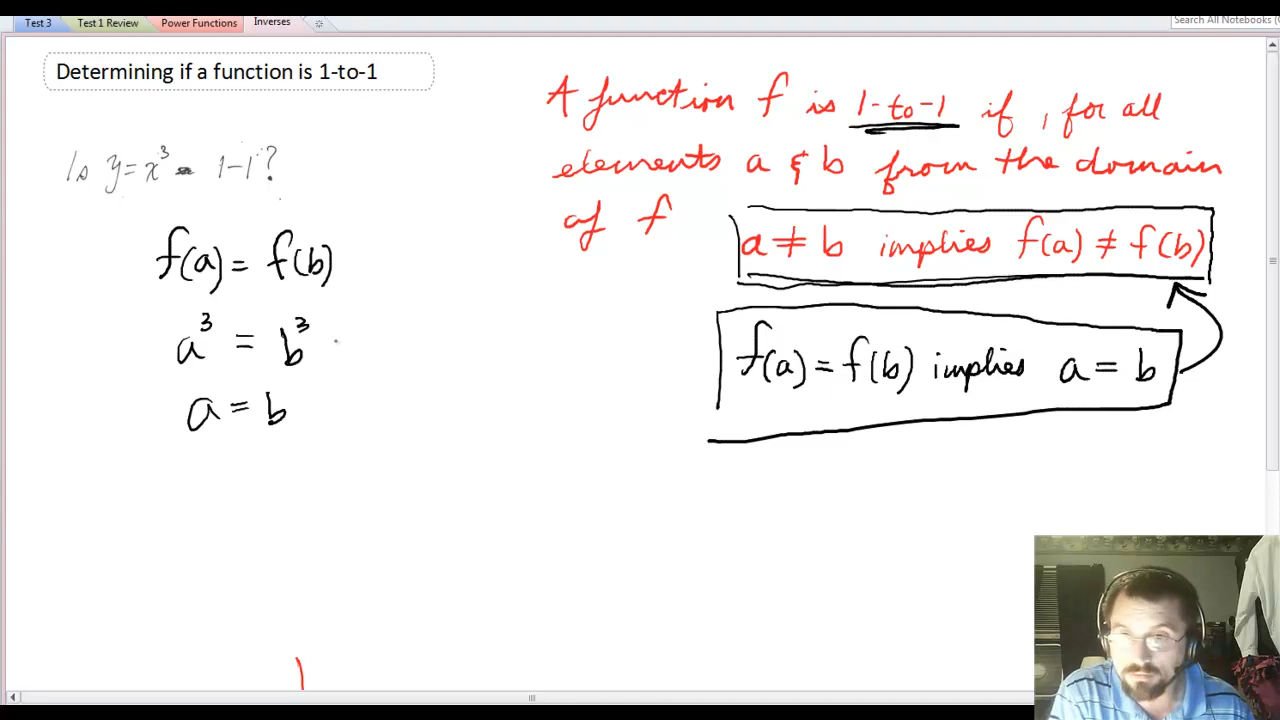 Test 3
Test 1 Review
Power Functions
Inverses
Search All Notebooks (
Determining if a function is 1-to-1
A function f is 1-to-1 if, for all
elements a & b from the domain
of f
a ≠ b implies f(a) ≠ f(b)
f(a) = f(b) implies a = b
Is y = x³ 1-1?
f(a) = f(b)
a³ = b³
a = b